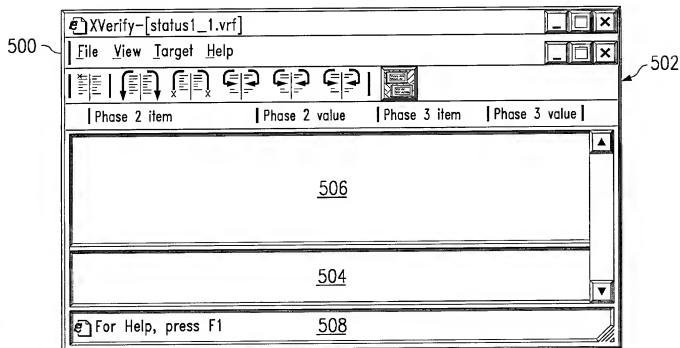 XVerify-[status1_1.vrf]
500
File View Target Help
502
Phase 2 item Phase 2 value Phase 3 item Phase 3 value
506
504
For Help, press F1 508